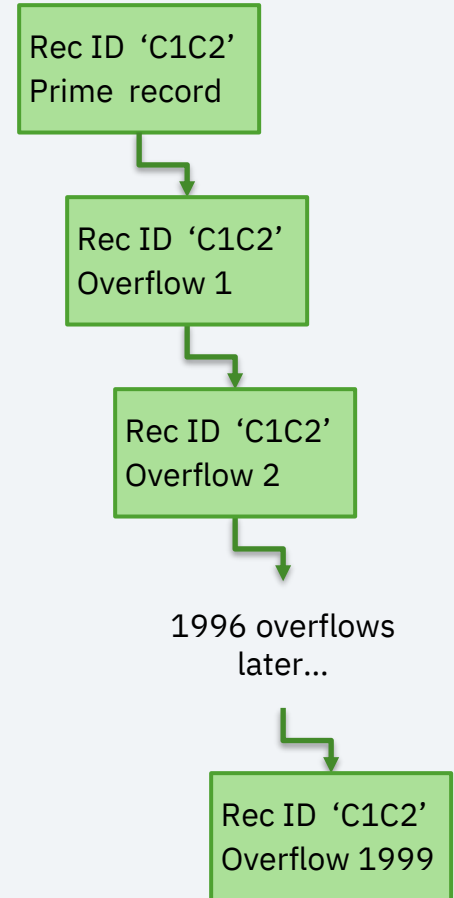 Rec ID ‘C1C2’
Prime record
Rec ID ‘C1C2’
Overflow 1
Rec ID ‘C1C2’
Overflow 2
1996 overflows
later…
Rec ID ‘C1C2’
Overflow 1999